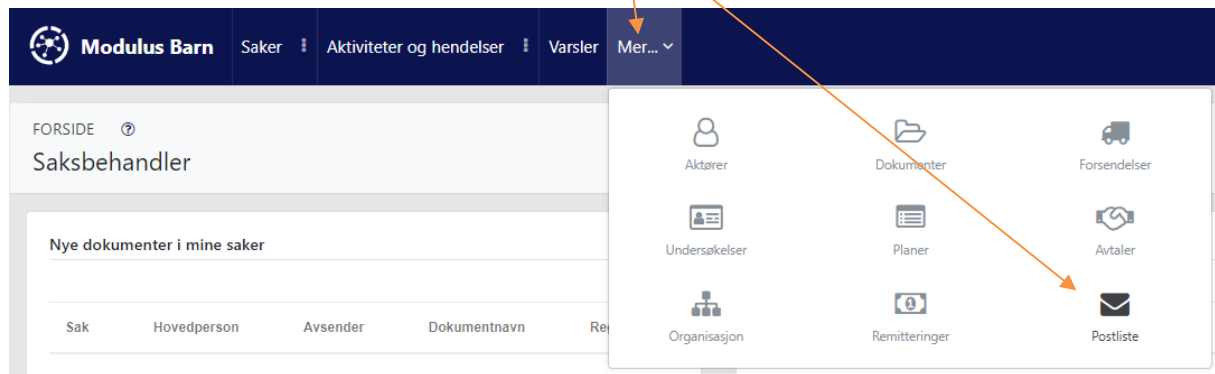 Modulus Barn Saker Aktiviteter og hendelser Varsler Mer...
FORSIDE
Saksbehandler
Aktører Dokumenter Forsendelser
Undersøkelser Planer Avtaler
Nye dokumenter i mine saker
Sak Hovedperson Avsender Dokumentnavn
Organisasjon Remitteringer Postliste